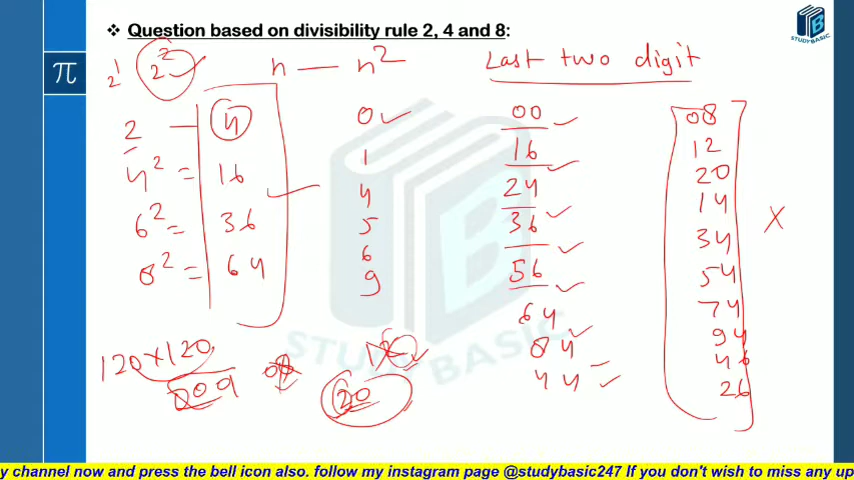 ❖ Question based on divisibility rule 2, 4 and 8:
STUDYBASIC
π
2¹ 2² n — n² Last two digit
2 — 4
4² = 16
6² = 36
8² = 64
0
1
4
5
6
9
00
16
24
36
56
64
84
44
08
12
20
14
34
54
74
94
46
26
X
120×120
20
STUDYBASIC
y channel now and press the bell icon also. follow my instagram page @studybasic247 If you don't wish to miss any up